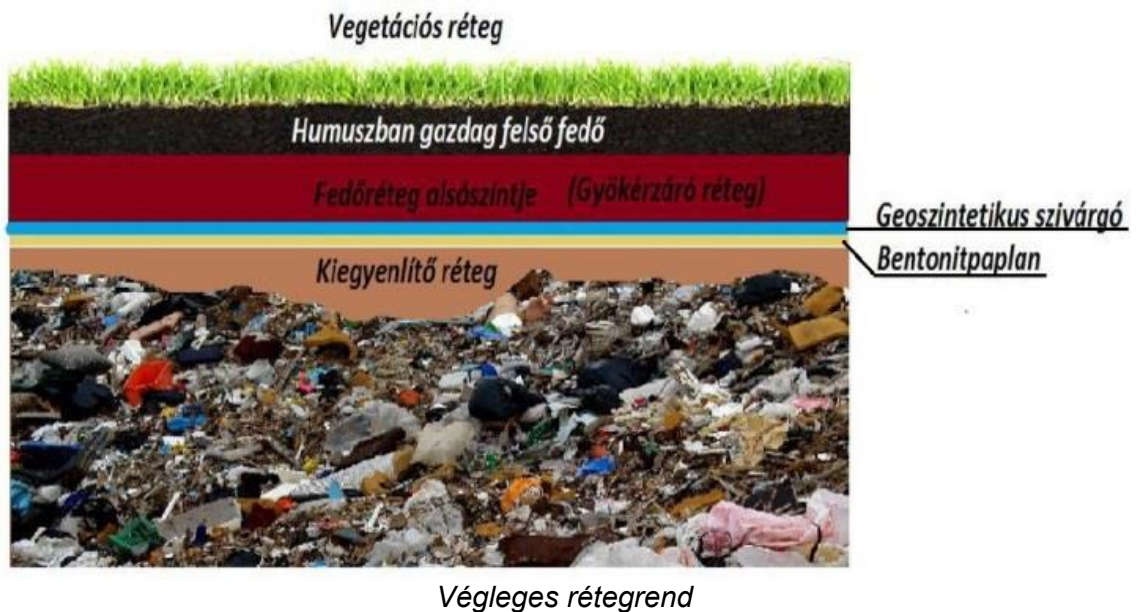 Vegetációs réteg
Humuszban gazdag felső fedő
Fedőréteg alsószintje (Gyökérzáró réteg)
Geoszintetikus szivárgó
Bentonitpaplan
Kiegyenlítő réteg
Végleges rétegrend